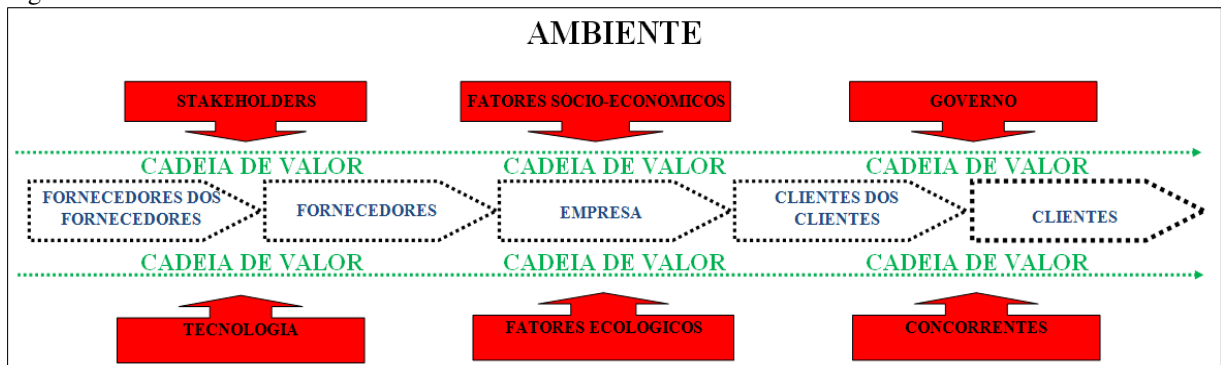 AMBIENTE
STAKEHOLDERS
FATORES SOCIO-ECONOMICOS
GOVERNO
CADEIA DE VALOR
CADEIA DE VALOR
CADEIA DE VALOR
FORNECEDORES DOS
FORNECEDORES
FORNECEDORES
EMPRESA
CLIENTES DOS
CLIENTES
CLIENTES
CADEIA DE VALOR
CADEIA DE VALOR
CADEIA DE VALOR
TECNOLOGIA
FATORES ECOLOGICOS
CONCORRENTES